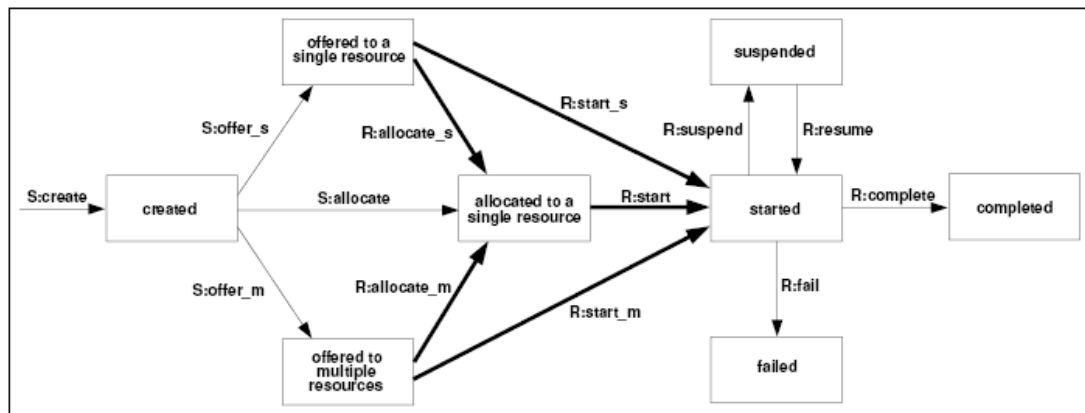 offered to a
single resource
suspended
R:start_s
S:offer_s
R:allocate_s
R:suspend
R:resume
S:create
created
S:allocate
allocated to a
single resource
R:start
started
R:complete
completed
S:offer_m
R:allocate_m
R:start_m
R:fail
offered to
multiple
resources
failed